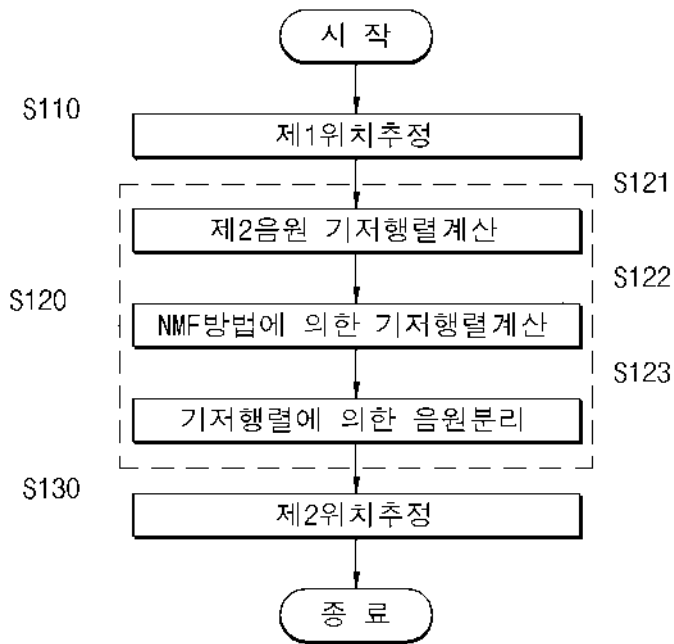 시 작
S110
제1위치추정
S121
제2음원 기저행렬계산
S122
S120
NMF방법에 의한 기저행렬계산
S123
기저행렬에 의한 음원분리
S130
제2위치추정
종 료